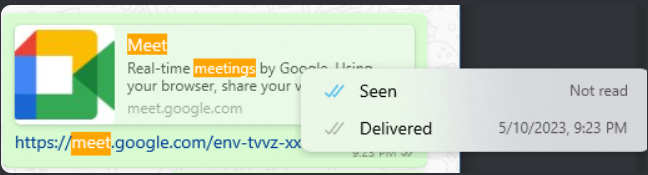 Meet
Real-time meetings by Google. Using
your browser, share your v
meet.google.com
https://meet.google.com/env-tvvz-xx
9:23 PM
Seen Not read
Delivered 5/10/2023, 9:23 PM